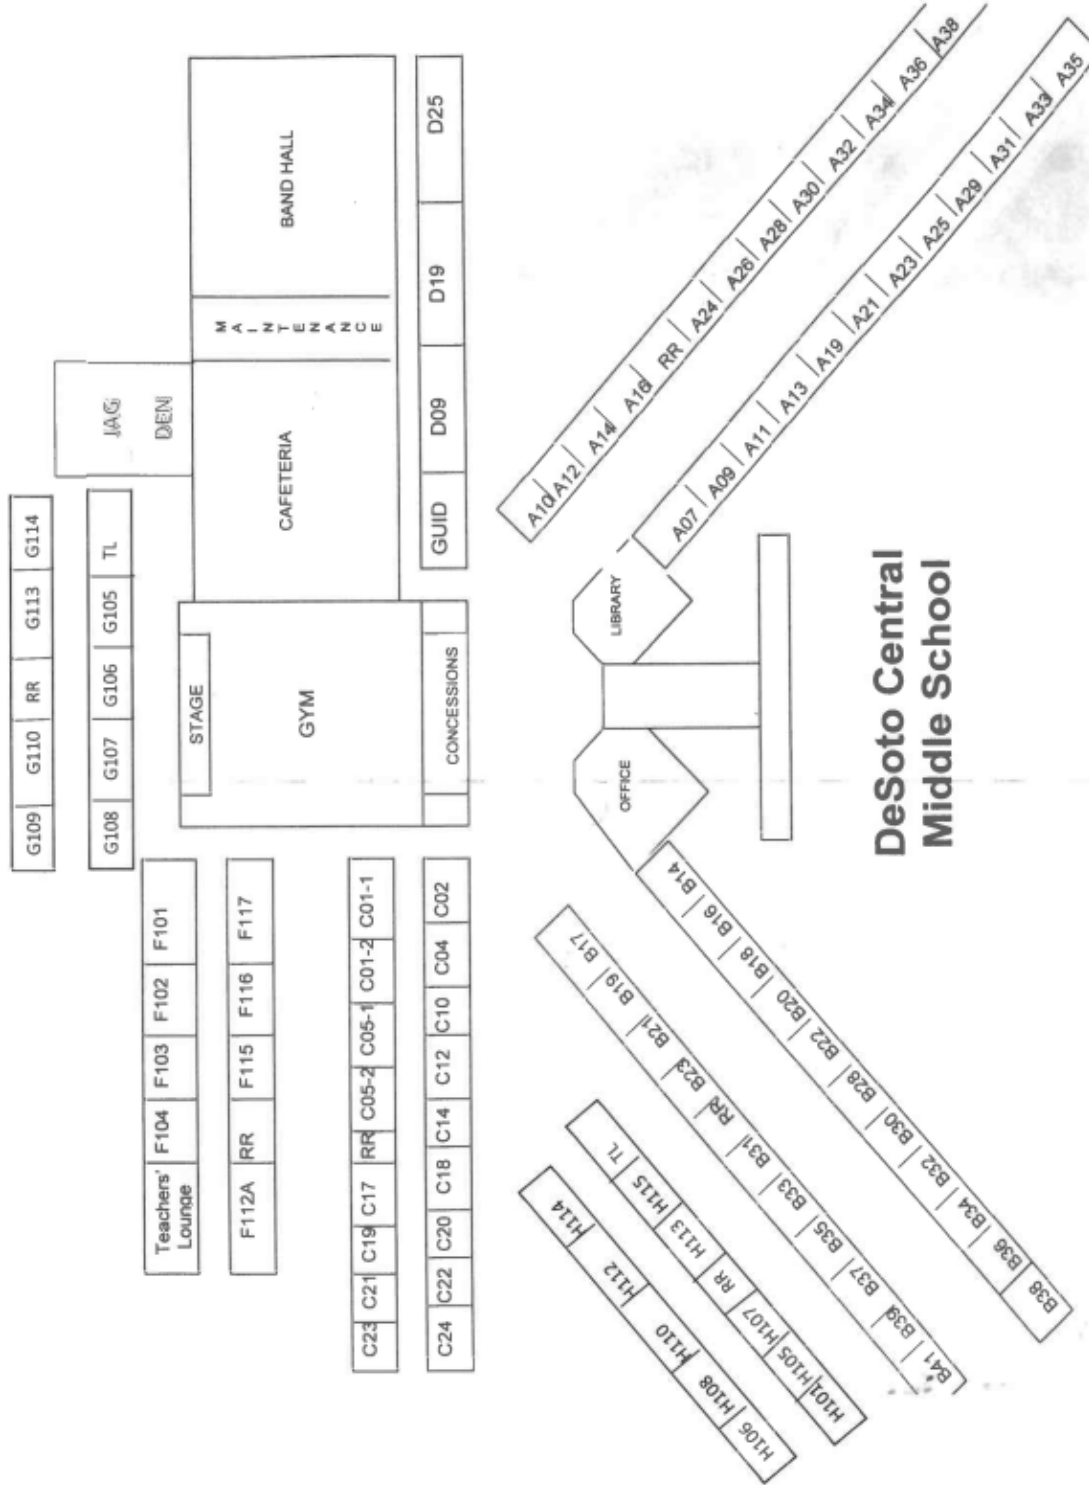 G109 G110 RR G113 G114
G108 G107 G106 G105 TL
JAG
DEN
Teachers'
Lounge
F104 F103 F102 F101
F112A RR F115 F116 F117
STAGE
GYM
CONCESSIONS
CAFETERIA
MAINTENANCE
BAND HALL
C23 C21 C19 C17 RR C05-2 C05-1 C01-2 C01-1
C24 C22 C20 C18 C14 C12 C10 C04 C02
GUID D09 D19 D25
A10 A12 A14 A16 RR A24 A26 A28 A30 A32 A34 A36 A38
A07 A09 A11 A13 A19 A21 A23 A25 A29 A31 A33 A35
OFFICE
LIBRARY
H106 H108 H110 H112 H114
H101 H105 H107 RR H113 H115 TL
B41 B39 B37 B35 B33 B31 RR B23 B21 B19 B17
B38 B36 B34 B32 B30 B28 B22 B20 B18 B16 B14
DeSoto Central
Middle School